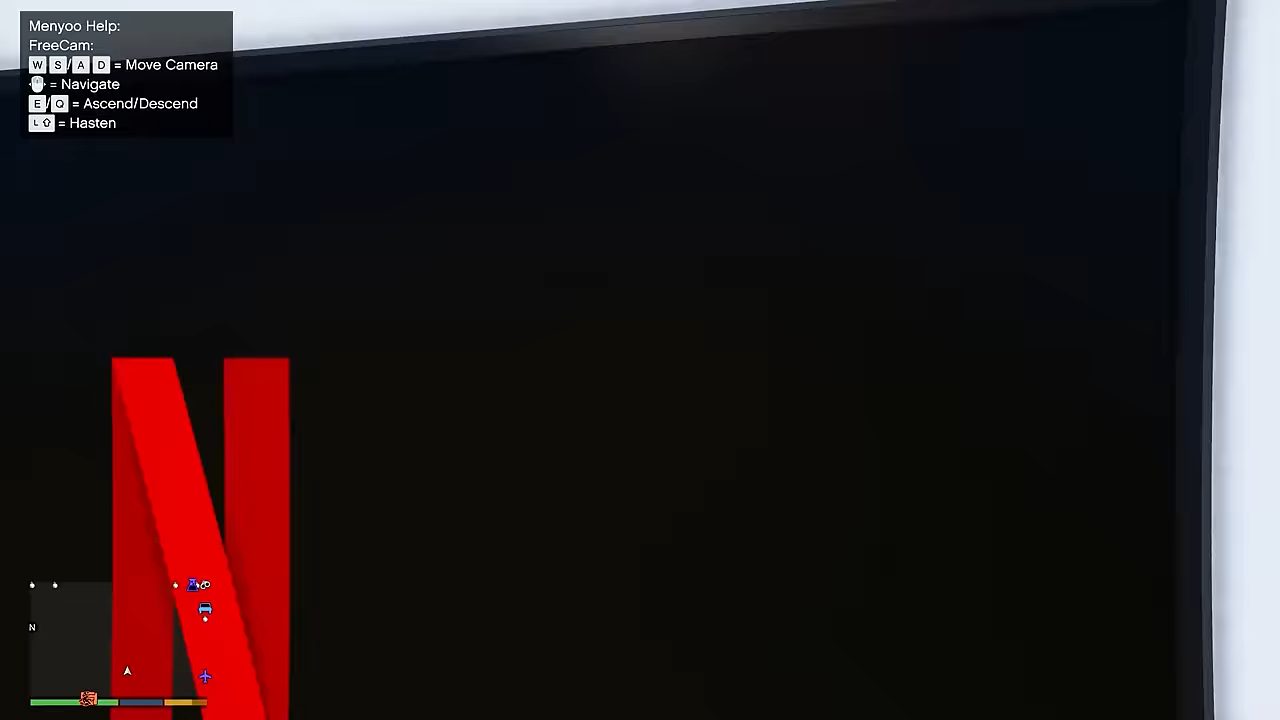 Menyoo Help:
FreeCam:
W S / A D = Move Camera
= Navigate
E / Q = Ascend/Descend
L ⇧ = Hasten
N
N